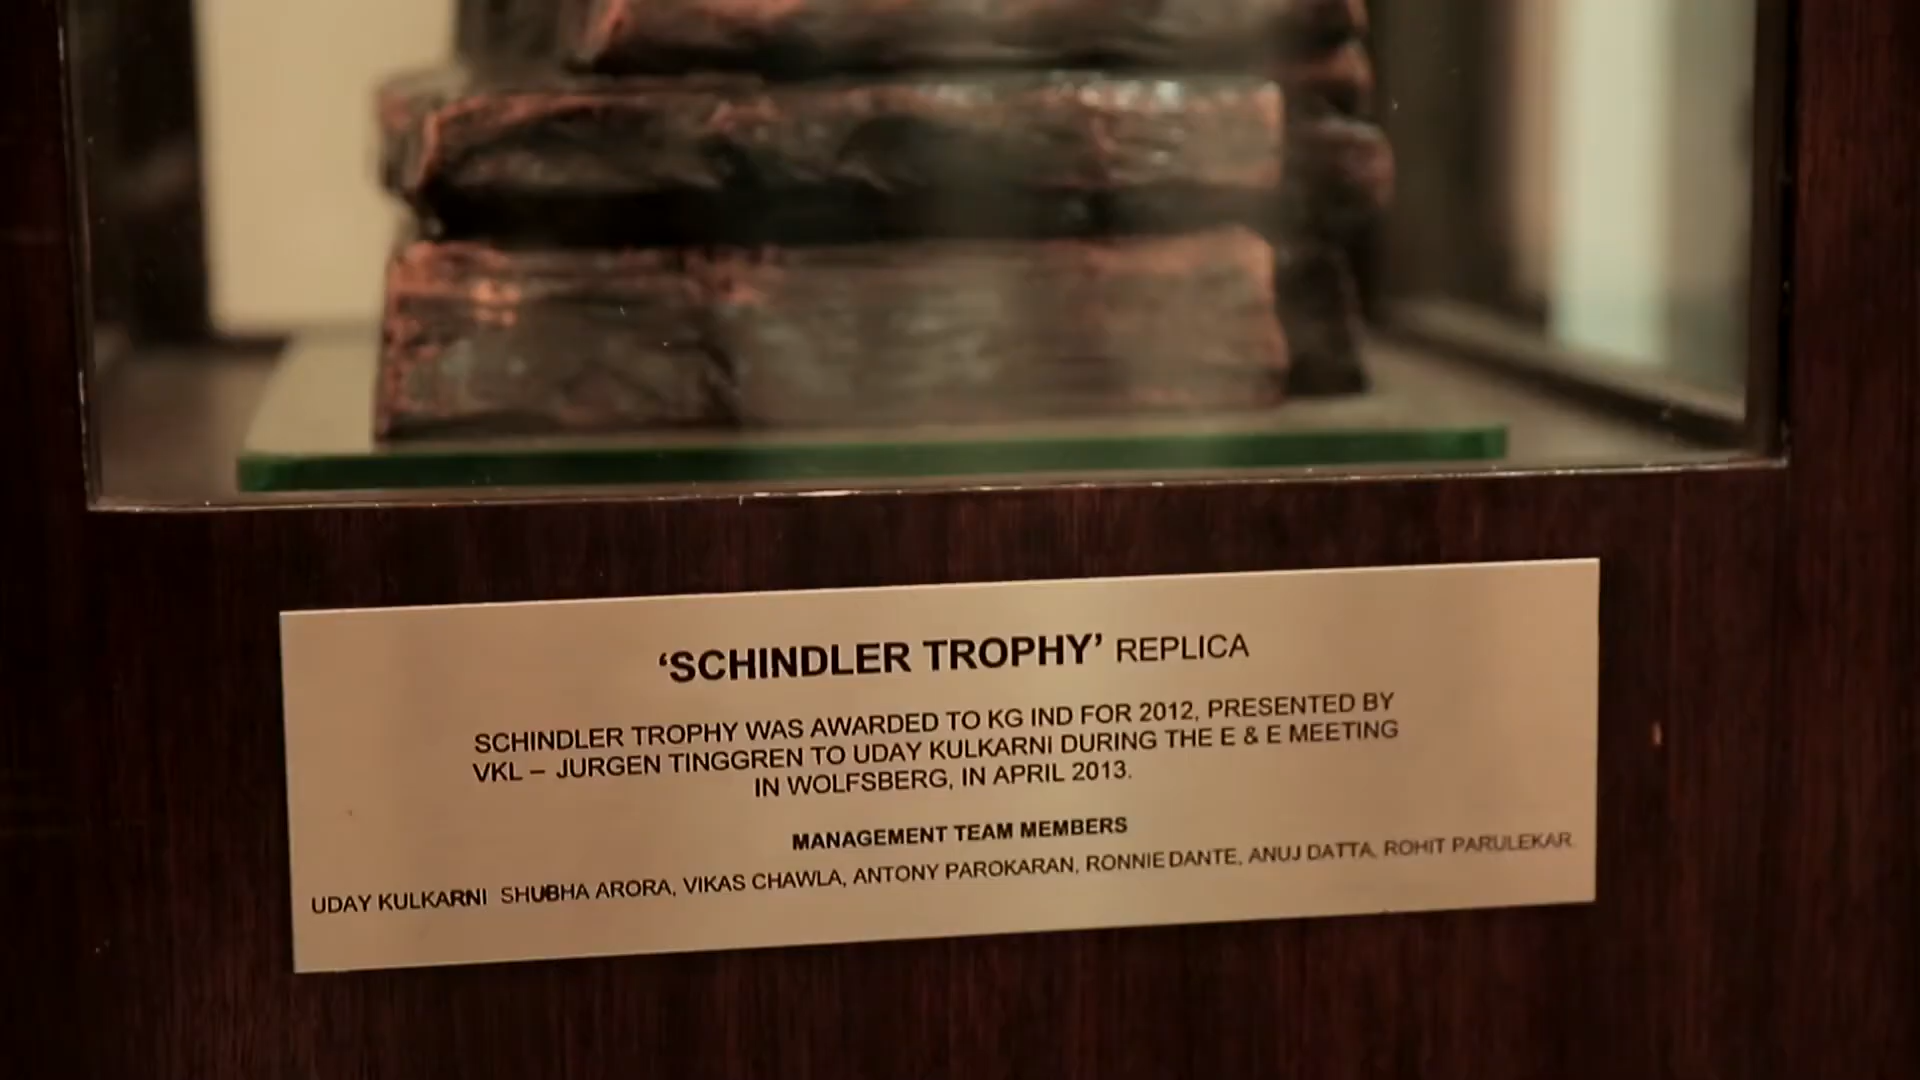 ‘SCHINDLER TROPHY’ REPLICA
SCHINDLER TROPHY WAS AWARDED TO KG IND FOR 2012, PRESENTED BY
VKL – JURGEN TINGGREN TO UDAY KULKARNI DURING THE E & E MEETING
IN WOLFSBERG, IN APRIL 2013.
MANAGEMENT TEAM MEMBERS
UDAY KULKARNI SHUBHA ARORA, VIKAS CHAWLA, ANTONY PAROKARAN, RONNIE DANTE, ANUJ DATTA, ROHIT PARULEKAR